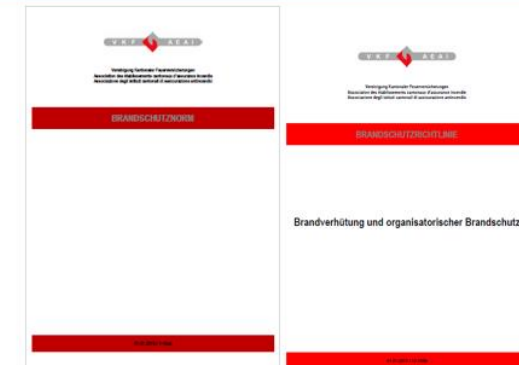 VKF AEAI
Vereinigung Kantonaler Feuerversicherungen
Association des établissements cantonaux d'assurance incendie
Associazione degli istituti cantonali di assicurazione antincendio
BRANDSCHUTZNORM
VKF AEAI
Vereinigung Kantonaler Feuerversicherungen
Association des établissements cantonaux d'assurance incendie
Associazione degli istituti cantonali di assicurazione antincendio
BRANDSCHUTZRICHTLINIE
Brandverhütung und organisatorischer Brandschutz